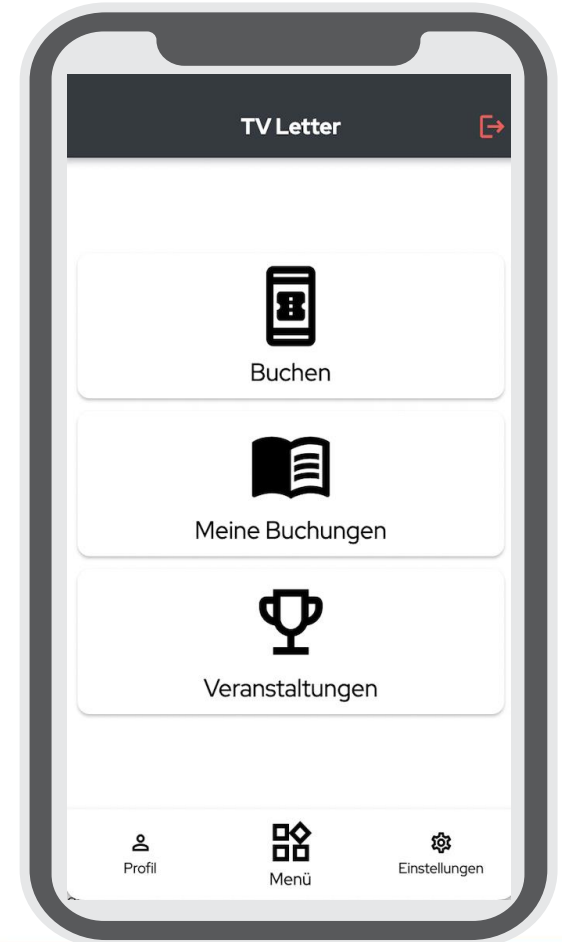 TV Letter
Buchen
Meine Buchungen
Veranstaltungen
Profil
Menü
Einstellungen